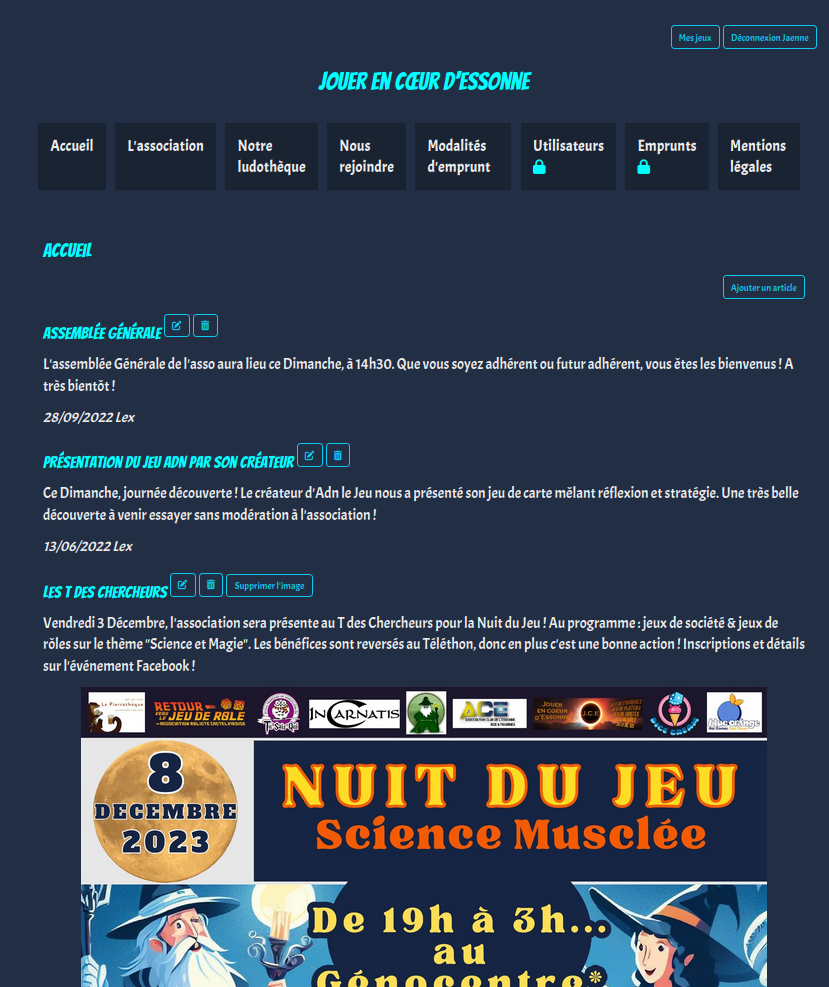 Mes jeux Déconnexion Jaenne
JOUER EN CŒUR D'ESSONNE
Accueil L'association Notre ludothèque Nous rejoindre Modalités d'emprunt Utilisateurs Emprunts Mentions légales
ACCUEIL
Ajouter un article
ASSEMBLÉE GÉNÉRALE
L'assemblée Générale de l'asso aura lieu ce Dimanche, à 14h30. Que vous soyez adhérent ou futur adhérent, vous êtes les bienvenus ! A
très bientôt !
28/09/2022 Lex
PRÉSENTATION DU JEU ADN PAR SON CRÉATEUR
Ce Dimanche, journée découverte ! Le créateur d'Adn le Jeu nous a présenté son jeu de carte mêlant réflexion et stratégie. Une très belle
découverte à venir essayer sans modération à l'association !
13/06/2022 Lex
LES T DES CHERCHEURS Supprimer l'image
Vendredi 3 Décembre, l'association sera présente au T des Chercheurs pour la Nuit du Jeu ! Au programme : jeux de société & jeux de
rôles sur le thème "Science et Magie". Les bénéfices sont reversés au Téléthon, donc en plus c'est une bonne action ! Inscriptions et détails
sur l'événement Facebook !
La Pierrothèque
RETOUR VERS LE JEU DE RÔLE
INCARNATIS
ACE
JOUER EN COEUR D'ESSONNE J.C.E
DICE CREAM
blue orange
8
DECEMBRE
2023
NUIT DU JEU
Science Musclée
De 19h à 3h...
au
Génocentre*